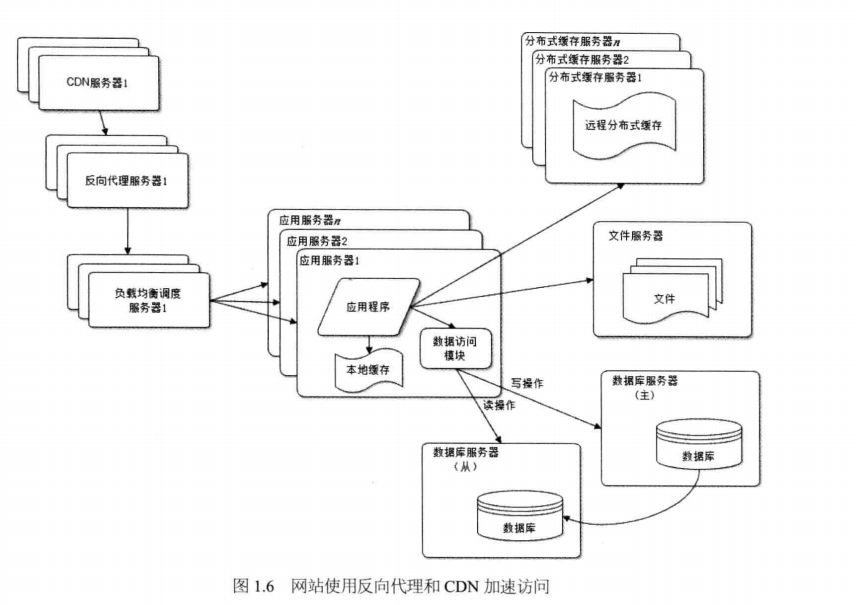 CDN服务器1
反向代理服务器1
负载均衡调度
服务器1
应用服务器n
应用服务器2
应用服务器1
应用程序
本地缓存
数据访问
模块
分布式缓存服务器n
分布式缓存服务器2
分布式缓存服务器1
远程分布式缓存
文件服务器
文件
写操作
读操作
数据库服务器
（主）
数据库
数据库服务器
（从）
数据库
图 1.6 网站使用反向代理和 CDN 加速访问